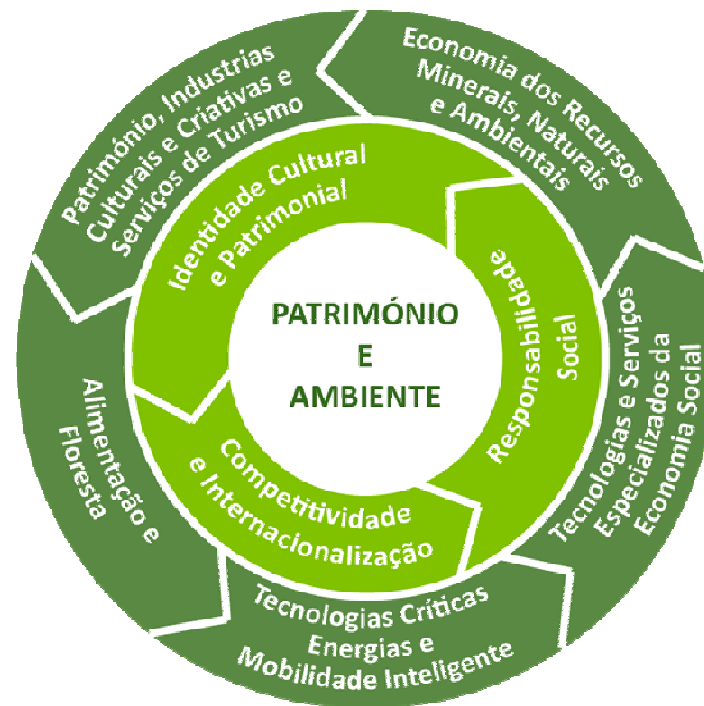 PATRIMÓNIO
E
AMBIENTE
Identidade Cultural
e Patrimonial
Responsabilidade
Social
Competitividade
e Internacionalização
Património, Industrias
Culturais e Criativas e
Serviços de Turismo
Economia dos Recursos
Minerais, Naturais
e Ambientais
Tecnologias e Serviços
Especializados da
Economia Social
Tecnologias Críticas
Energias e
Mobilidade Inteligente
Alimentação e
Floresta